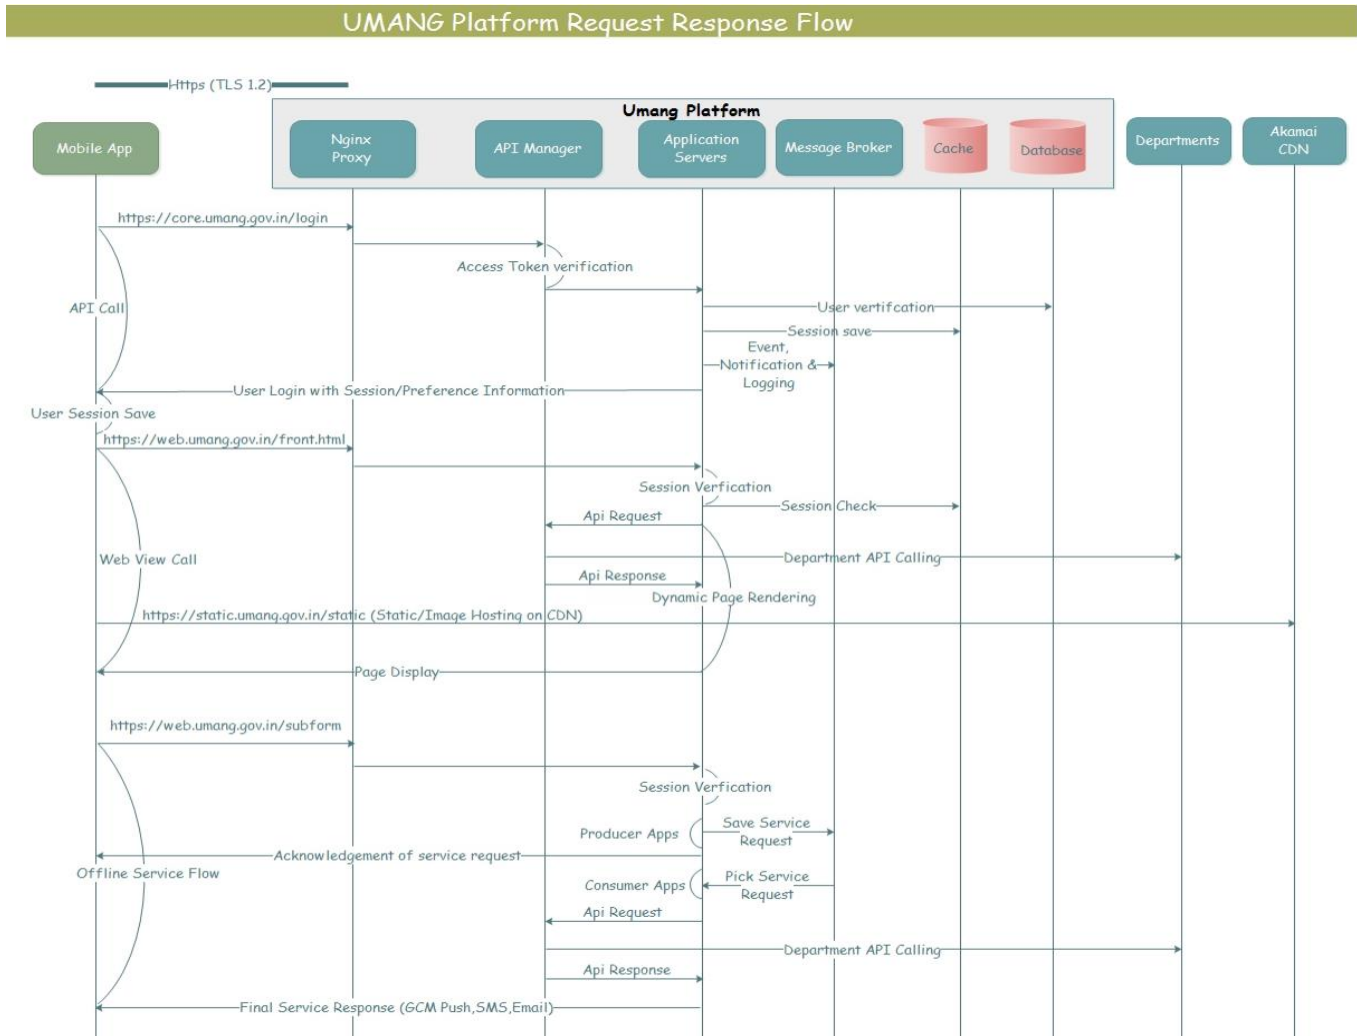 UMANG Platform Request Response Flow
Https (TLS 1.2)
Umang Platform
Mobile App
Nginx
Proxy
API Manager
Application
Servers
Message Broker
Cache
Database
Departments
Akamai
CDN
https://core.umang.gov.in/login
Access Token verification
API Call
User vertifcation
Session save
Event,
Notification &
Logging
User Login with Session/Preference Information
User Session Save
https://web.umang.gov.in/front.html
Session Verfication
Session Check
Api Request
Web View Call
Department API Calling
Api Response
Dynamic Page Rendering
https://static.umang.gov.in/static (Static/Image Hosting on CDN)
Page Display
https://web.umang.gov.in/subform
Session Verfication
Producer Apps
Save Service
Request
Acknowledgement of service request
Offline Service Flow
Consumer Apps
Pick Service
Request
Api Request
Department API Calling
Api Response
Final Service Response (GCM Push,SMS,Email)